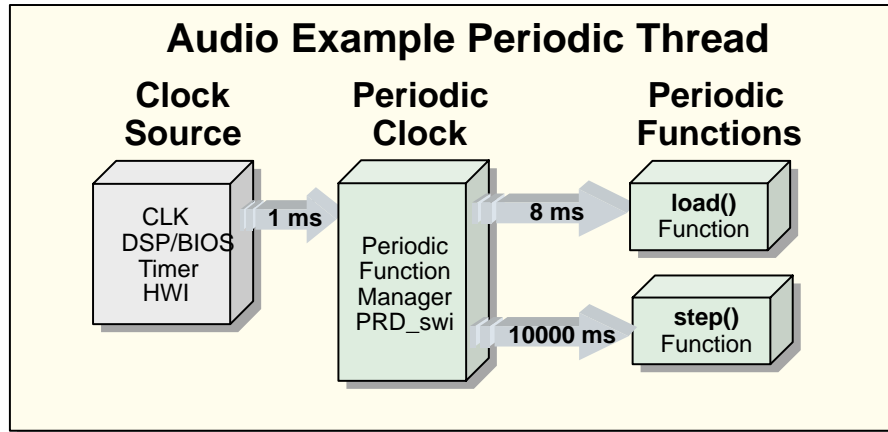 Audio Example Periodic Thread
Clock
Source
Periodic
Clock
Periodic
Functions
CLK
DSP/BIOS
Timer
HWI
1 ms
Periodic
Function
Manager
PRD_swi
8 ms
load()
Function
10000 ms
step()
Function